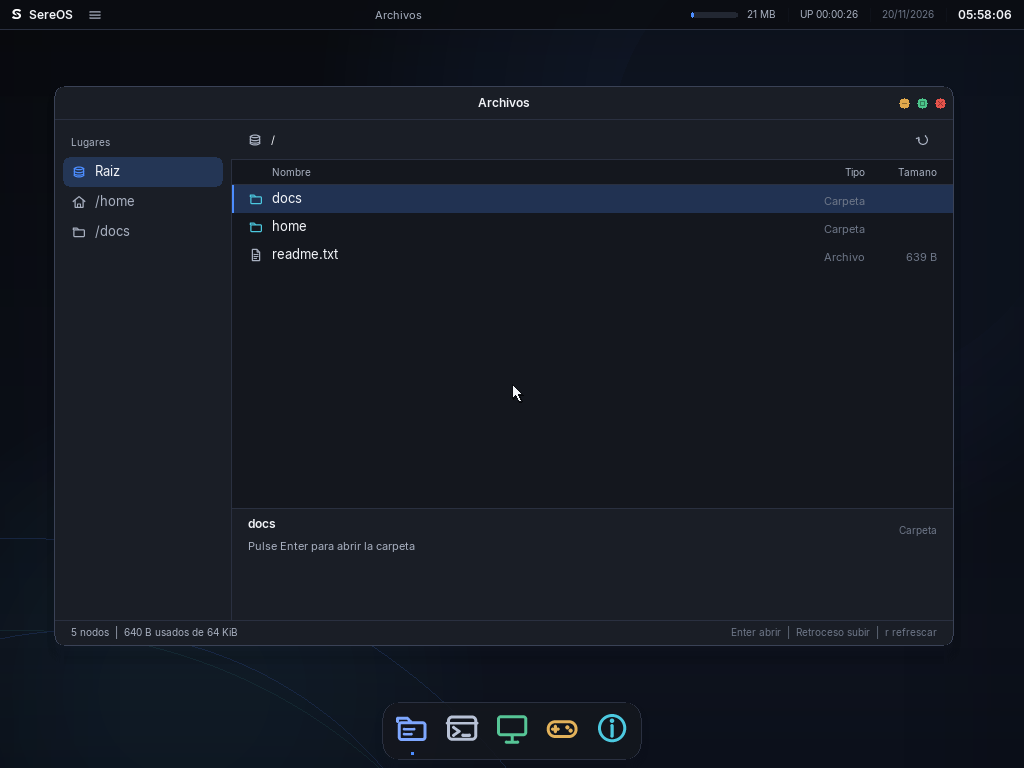 SereOS
Archivos
21 MB
UP 00:00:26
20/11/2026
05:58:06
Archivos
Lugares
Raiz
/home
/docs
/
Nombre Tipo Tamano
docs Carpeta
home Carpeta
readme.txt Archivo 639 B
docs Carpeta
Pulse Enter para abrir la carpeta
5 nodos | 640 B usados de 64 KiB
Enter abrir | Retroceso subir | r refrescar